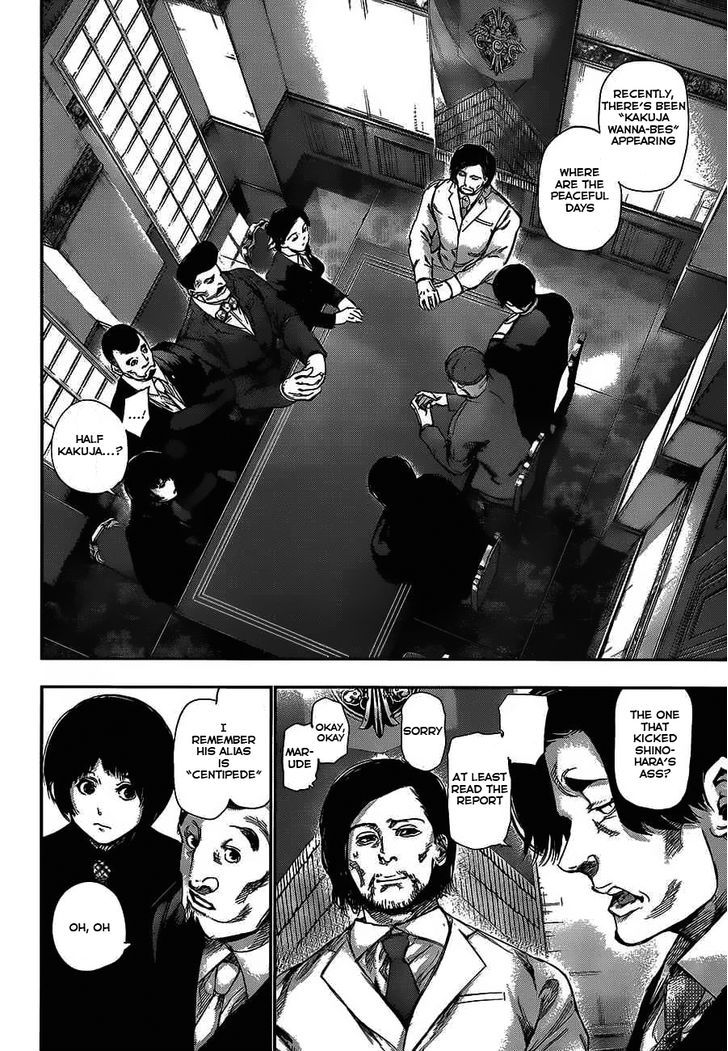 RECENTLY,
THERE'S BEEN
"KAKUJA
WANNA-BES"
APPEARING
WHERE
ARE THE
PEACEFUL
DAYS
...!
HALF
KAKUJA...?
THE ONE
THAT
KICKED
SHINO-
HARA'S
ASS?
AT LEAST
READ THE
REPORT
SORRY
OKAY,
OKAY
MAR-
UDE
I
REMEMBER
HIS ALIAS
IS
"CENTIPEDE"
OH, OH